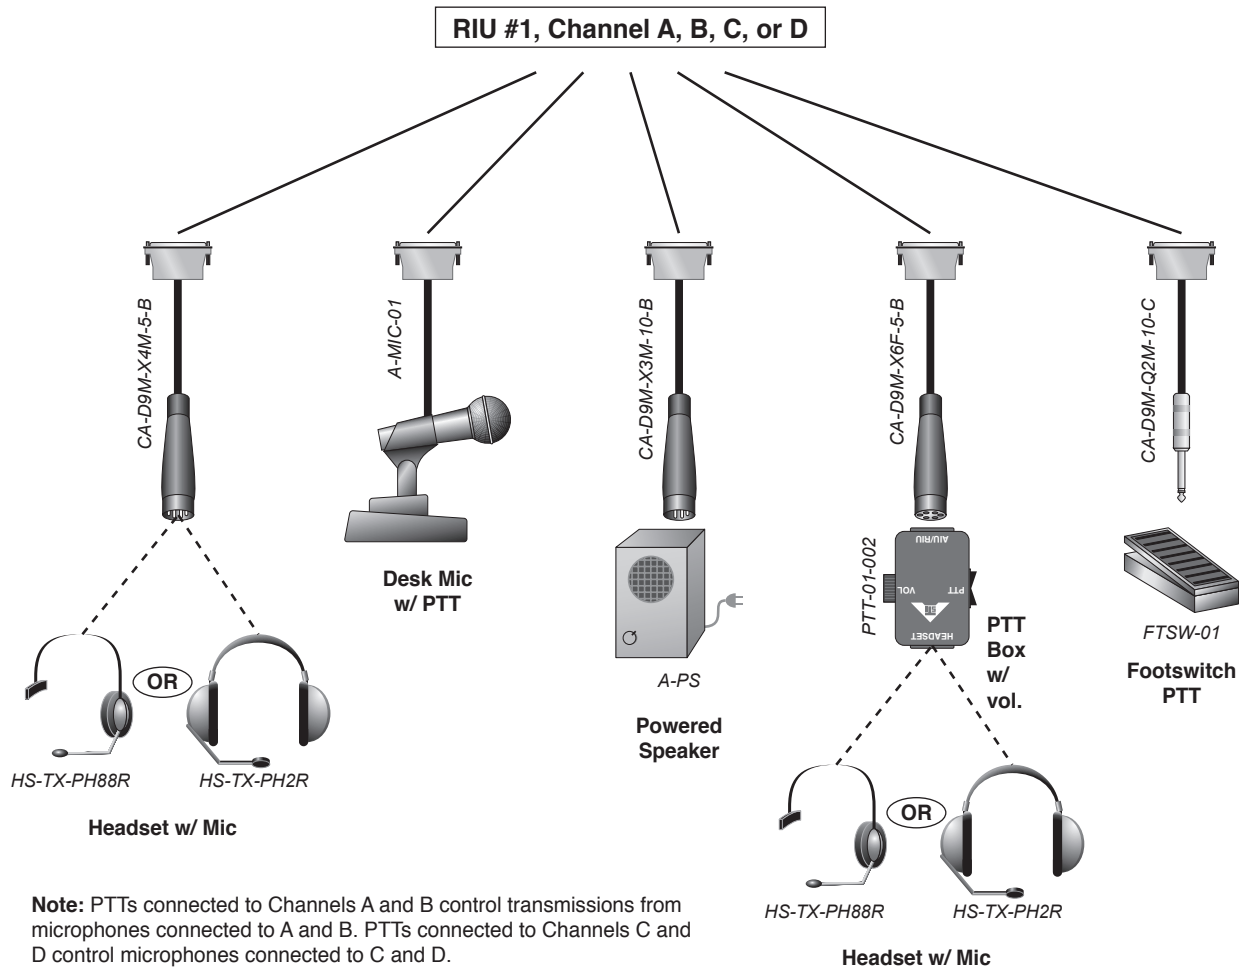 RIU #1, Channel A, B, C, or D
CA-D9M-X4M-5-B
A-MIC-01
CA-D9M-X3M-10-B
CA-D9M-X6F-5-B
CA-D9M-Q2M-10-C
Desk Mic
w/ PTT
PTT-01-002
AIU/RIU
VOL
PTT
STI
HEADSET
PTT
Box
w/
vol.
FTSW-01
Footswitch
PTT
A-PS
Powered
Speaker
OR
HS-TX-PH88R
HS-TX-PH2R
Headset w/ Mic
OR
HS-TX-PH88R
HS-TX-PH2R
Headset w/ Mic
Note: PTTs connected to Channels A and B control transmissions from
microphones connected to A and B. PTTs connected to Channels C and
D control microphones connected to C and D.